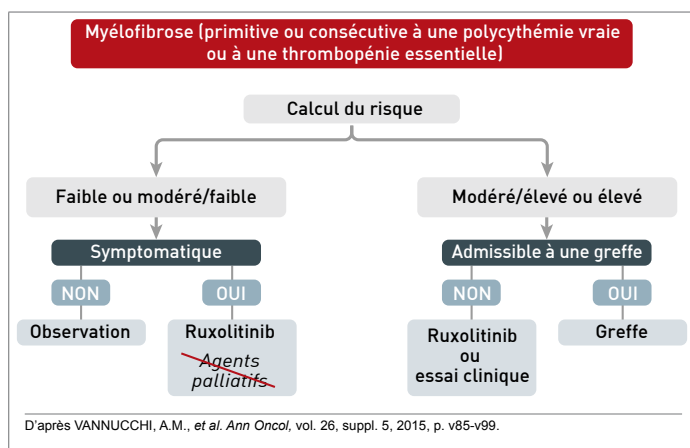 Myélofibrose (primitive ou consécutive à une polycythémie vraie
ou à une thrombopénie essentielle)
Calcul du risque
Faible ou modéré/faible
Modéré/élevé ou élevé
Symptomatique
Admissible à une greffe
NON
OUI
NON
OUI
Observation
Ruxolitinib
Agents
palliatifs
Ruxolitinib
ou
essai clinique
Greffe
D'après VANNUCCHI, A.M., et al. Ann Oncol, vol. 26, suppl. 5, 2015, p. v85-v99.